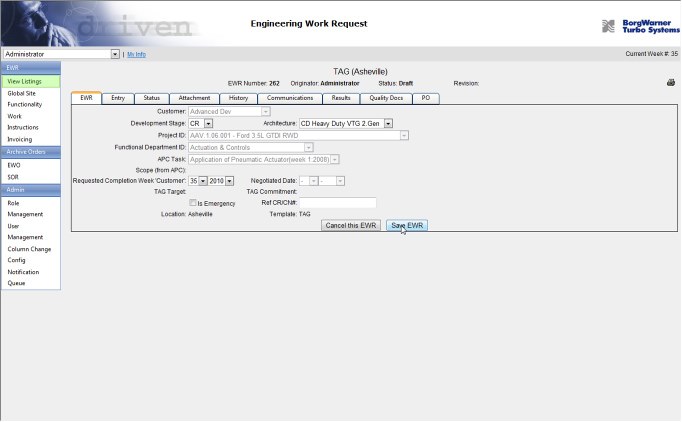 driven
Engineering Work Request
BorgWarner
Turbo Systems
Administrator | My Info
Current Week #: 35
EWR
View Listings
Global Site
Functionality
Work
Instructions
Invoicing
Archive Orders
EWO
SOR
Admin
Role
Management
User
Management
Column Change
Config
Notification
Queue
TAG (Asheville)
EWR Number: 262 Originator: Administrator Status: Draft Revision:
EWR Entry Status Attachment History Communications Results Quality Docs PO
Customer: Advanced Dev
Development Stage: CR Architecture: CD Heavy Duty VTG 2.Gen
Project ID: AAV.1.06.001 - Ford 3.5L GTDI RWD
Functional Department ID: Actuation & Controls
APC Task: Application of Pneumatic Actuator(week 1.2008)
Scope (from APC):
Requested Completion Week 'Customer': 35 2010 Negotiated Date: - -
TAG Target: TAG Commitment:
Is Emergency Ref CR/CN#:
Location: Asheville Template: TAG
Cancel this EWR Save EWR